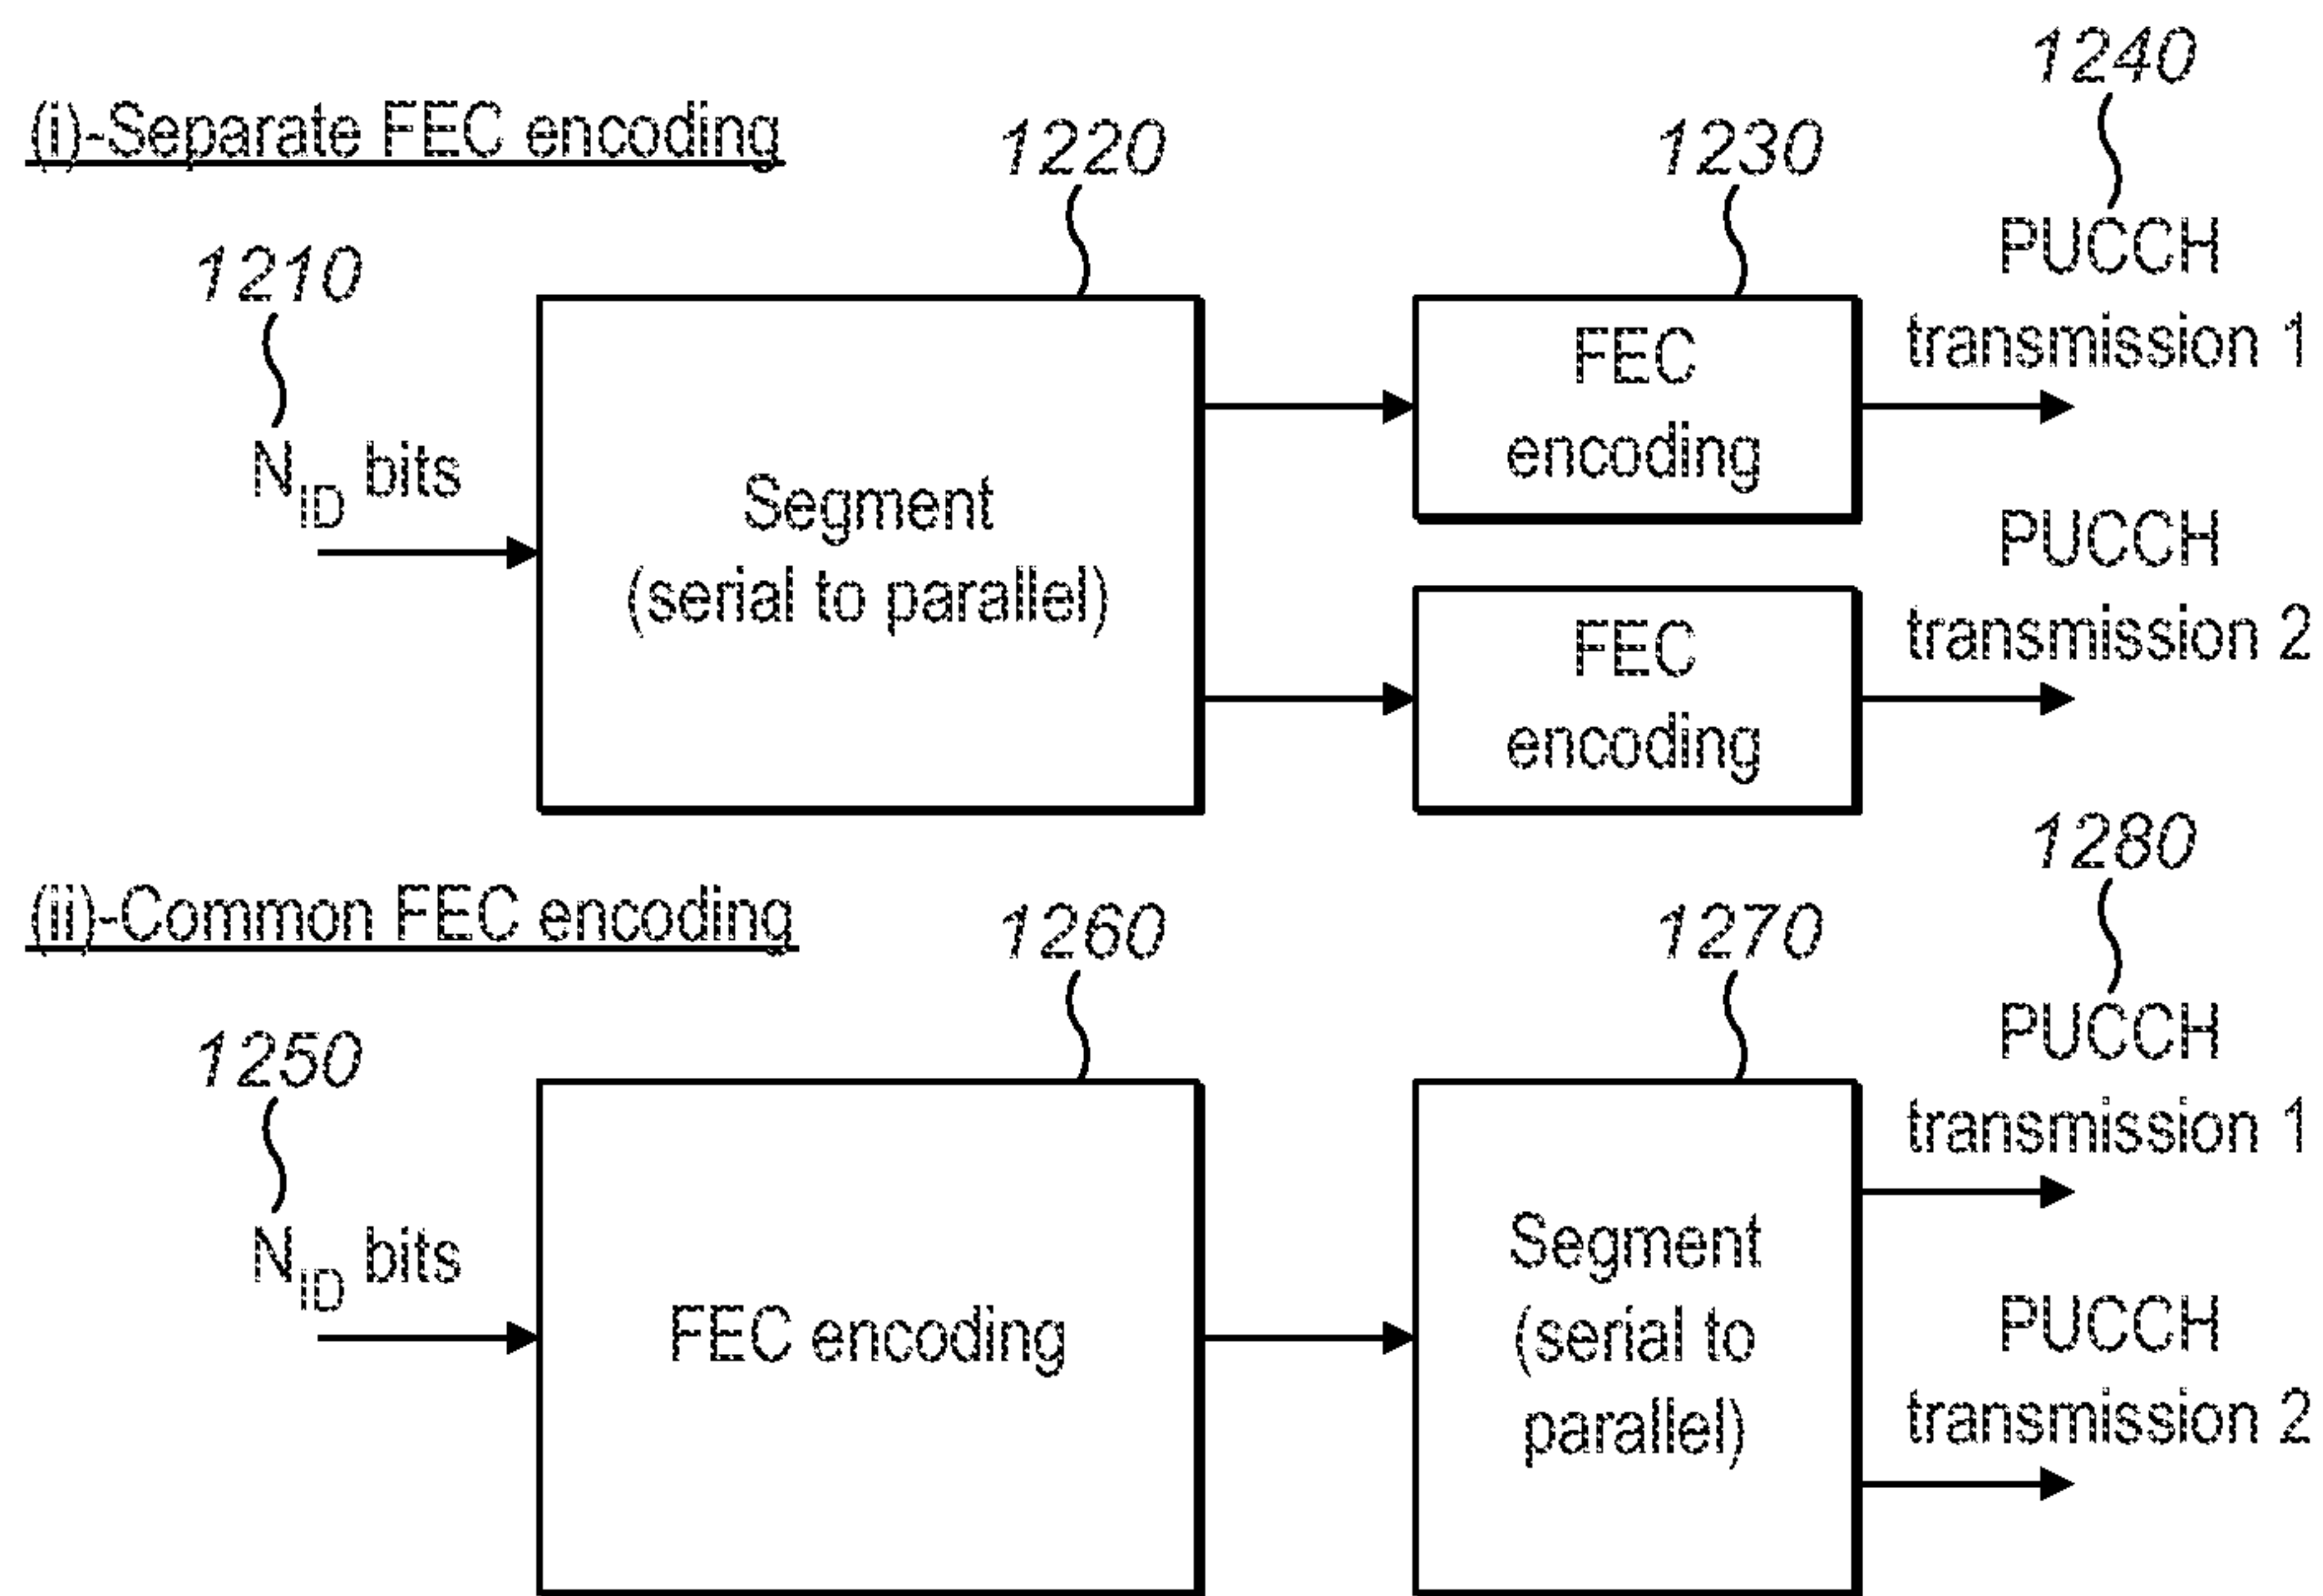 1240
(i)-Separate FEC encoding
1220
1230
PUCCH
transmission 1
1210
FEC
encoding
N_ID bits
Segment
(serial to parallel)
PUCCH
transmission 2
FEC
encoding
1280
(ii)-Common FEC encoding
1260
1270
PUCCH
transmission 1
1250
N_ID bits
FEC encoding
Segment
(serial to
parallel)
PUCCH
transmission 2